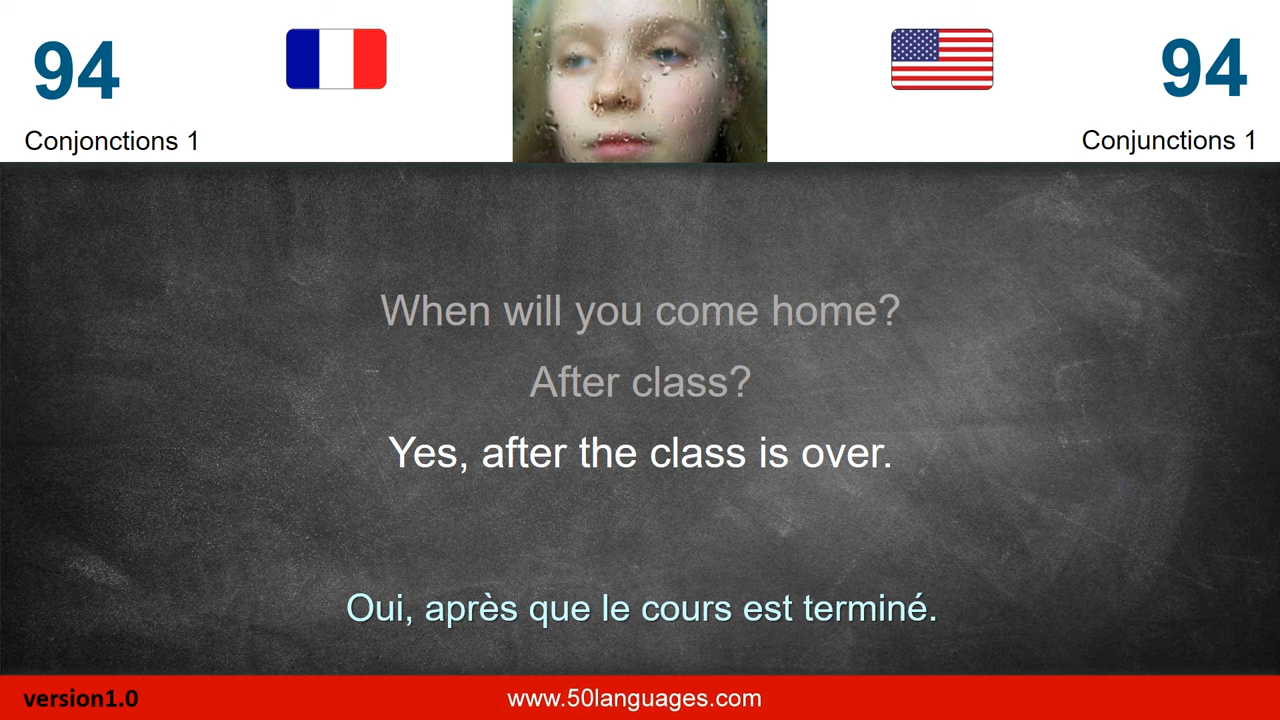 94
94
Conjonctions 1
Conjunctions 1
When will you come home?
After class?
Yes, after the class is over.
Oui, après que le cours est terminé.
version1.0
www.50languages.com